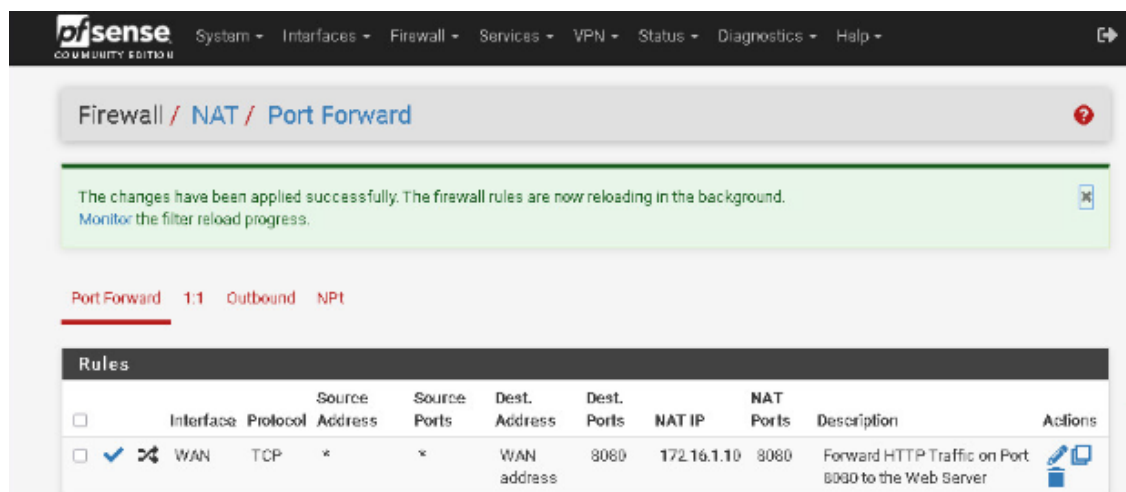 pfsense System Interfaces Firewall Services VPN Status Diagnostics Help
COMMUNITY EDITION
Firewall / NAT / Port Forward
The changes have been applied successfully. The firewall rules are now reloading in the background.
Monitor the filter reload progress.
Port Forward 1:1 Outbound NPt
Rules
Interface Protocol Source Address Source Ports Dest. Address Dest. Ports NAT IP NAT Ports Description Actions
WAN TCP * * WAN address 8080 172.16.1.10 8080 Forward HTTP Traffic on Port 8080 to the Web Server